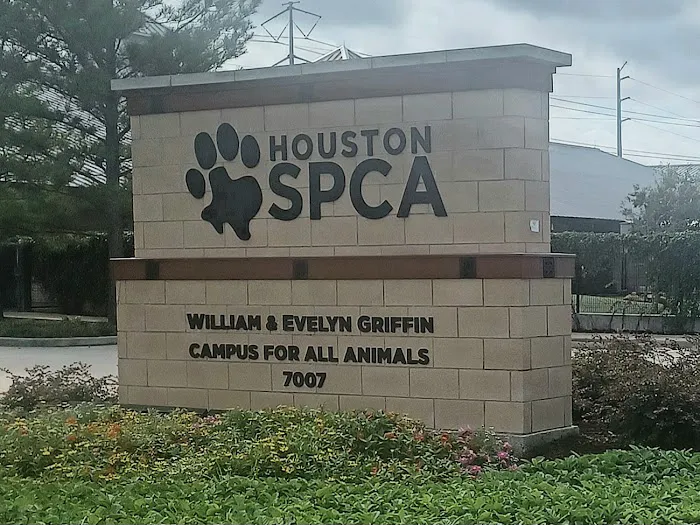 HOUSTON
SPCA
WILLIAM & EVELYN GRIFFIN
CAMPUS FOR ALL ANIMALS
7007